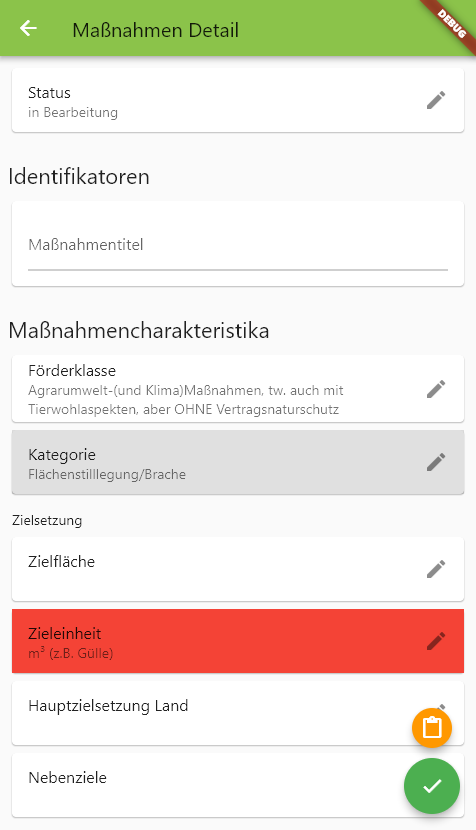 Maßnahmen Detail
DEBUG
Status
in Bearbeitung
Identifikatoren
Maßnahmentitel
Maßnahmencharakteristika
Förderklasse
Agrarumwelt-(und Klima)Maßnahmen, tw. auch mit
Tierwohlaspekten, aber OHNE Vertragsnaturschutz
Kategorie
Flächenstilllegung/Brache
Zielsetzung
Zielfläche
Zieleinheit
m³ (z.B. Gülle)
Hauptzielsetzung Land
Nebenziele